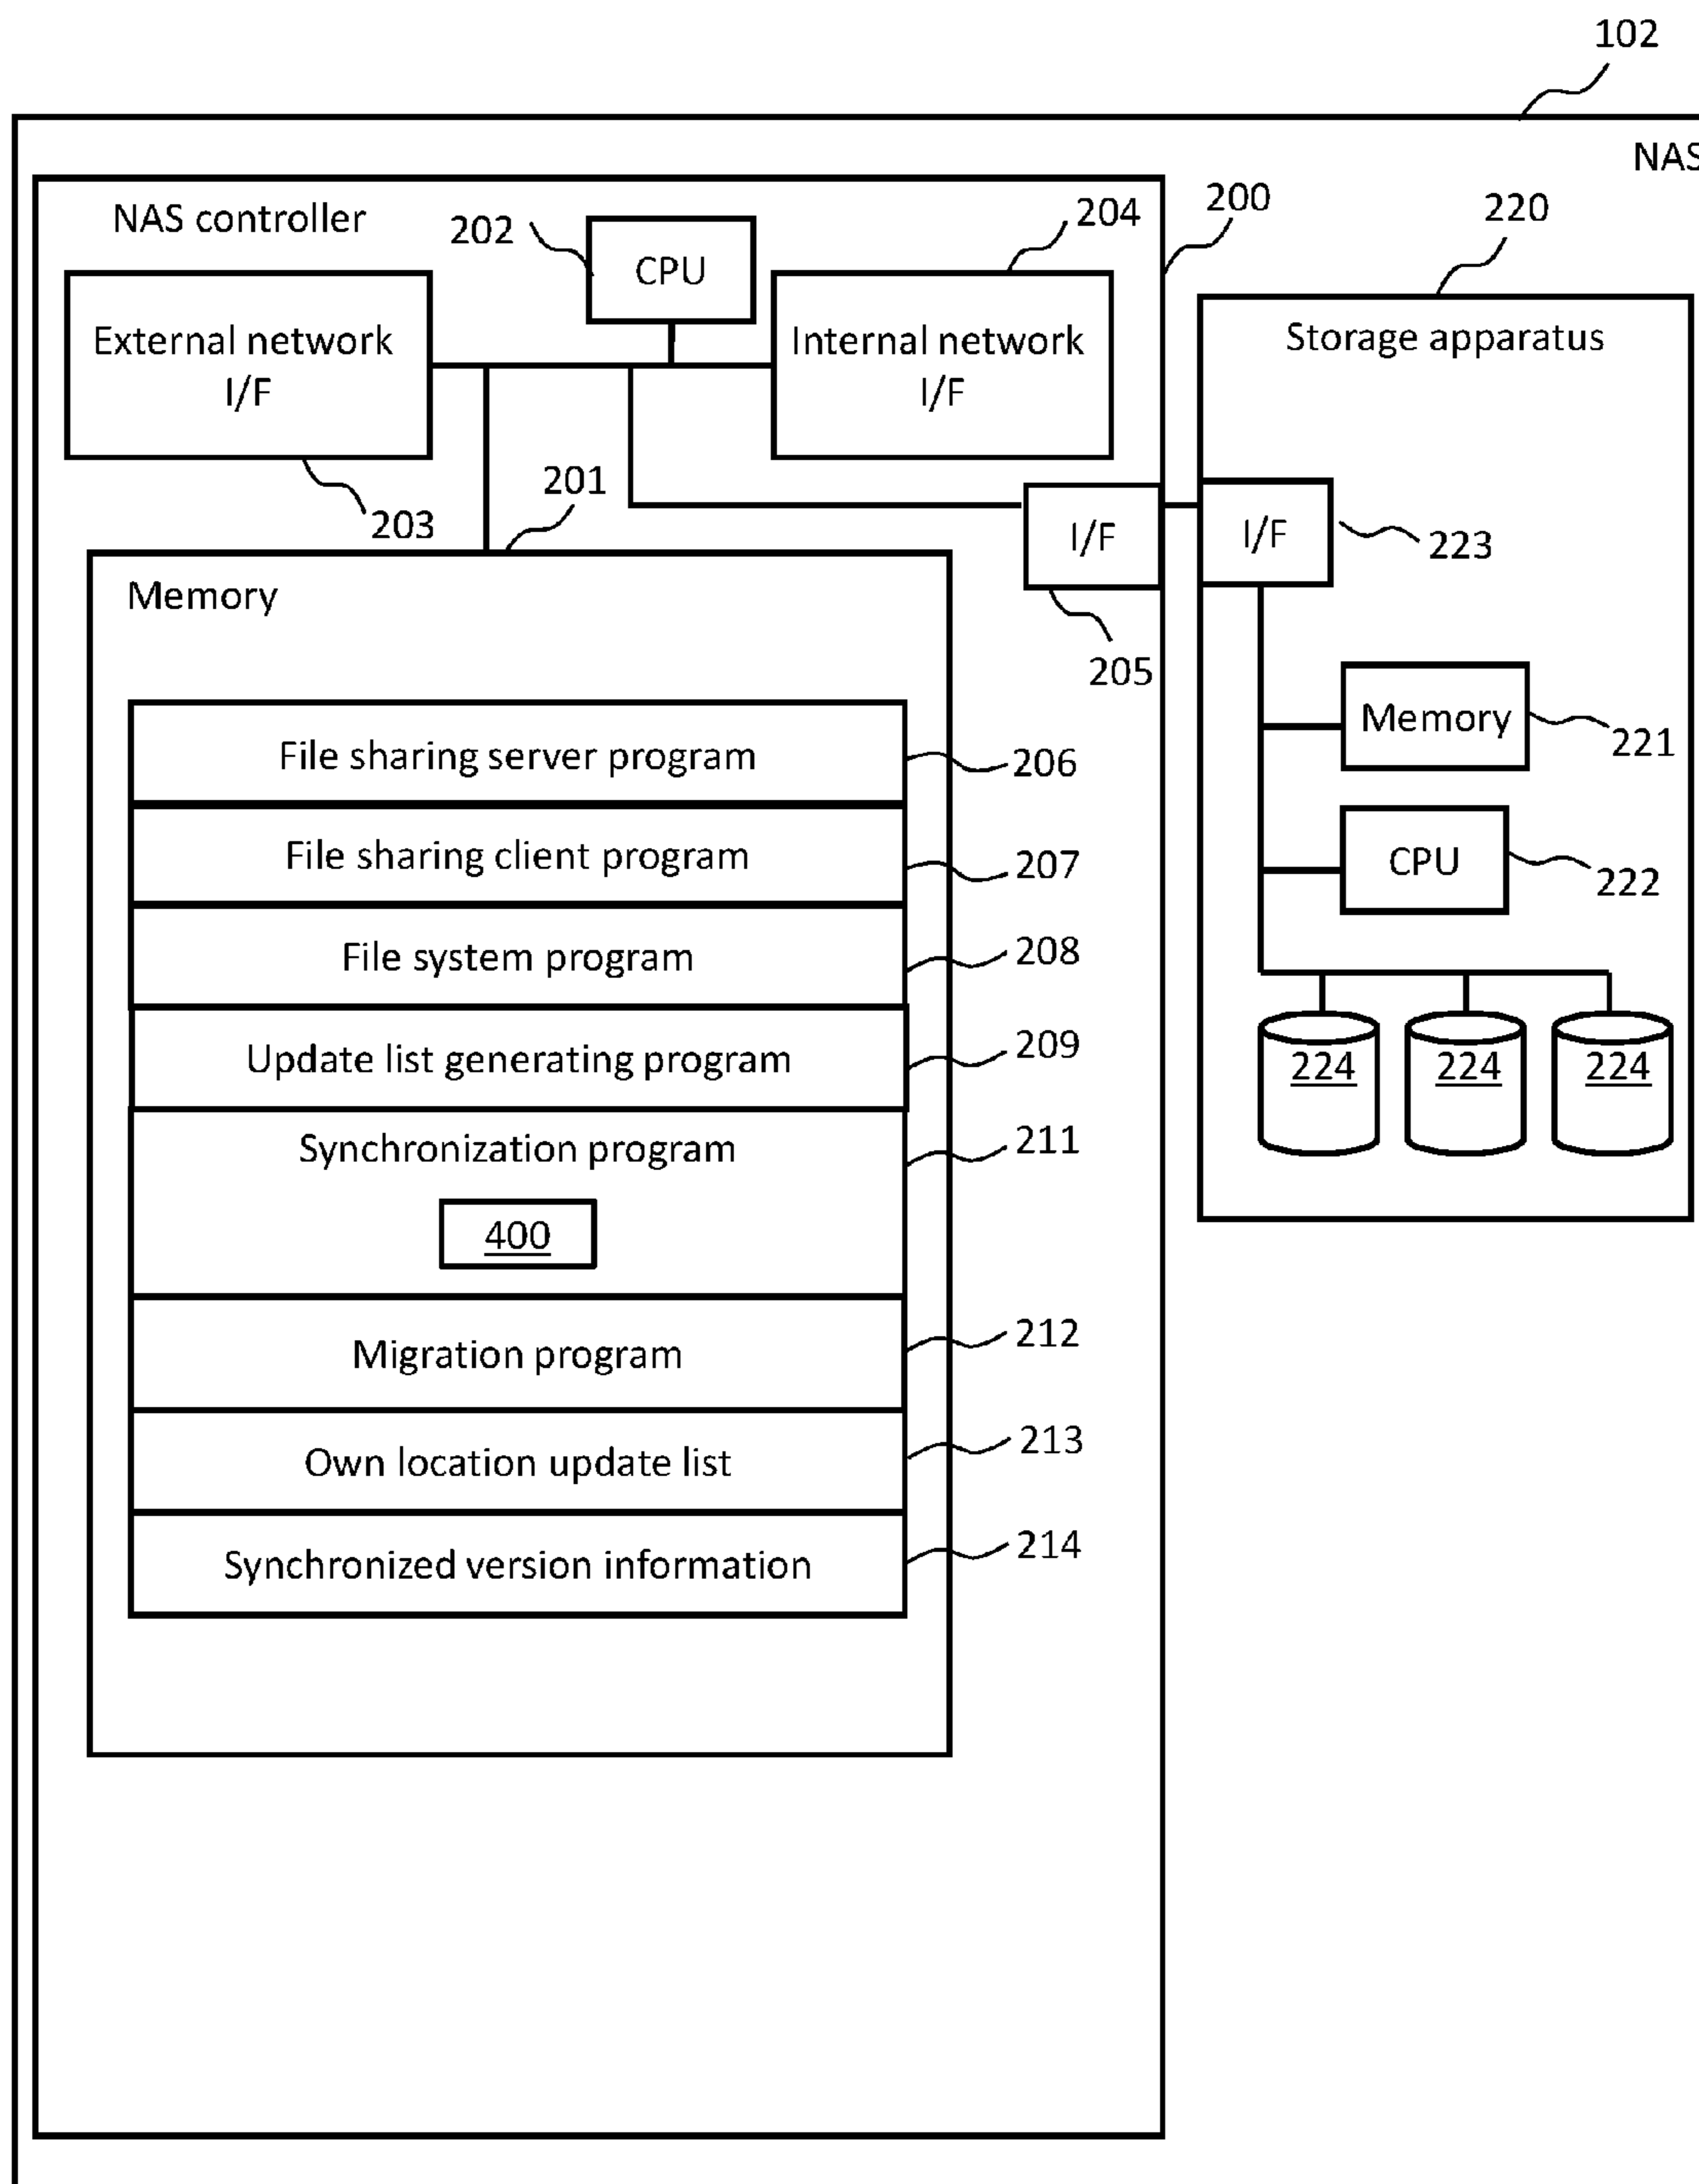 102
NAS
NAS controller
202
CPU
204
200
220
External network
I/F
Internal network
I/F
Storage apparatus
203
201
I/F
205
I/F
223
Memory
Memory
221
CPU
222
File sharing server program
206
File sharing client program
207
File system program
208
Update list generating program
209
224
224
224
Synchronization program
211
400
Migration program
212
Own location update list
213
Synchronized version information
214